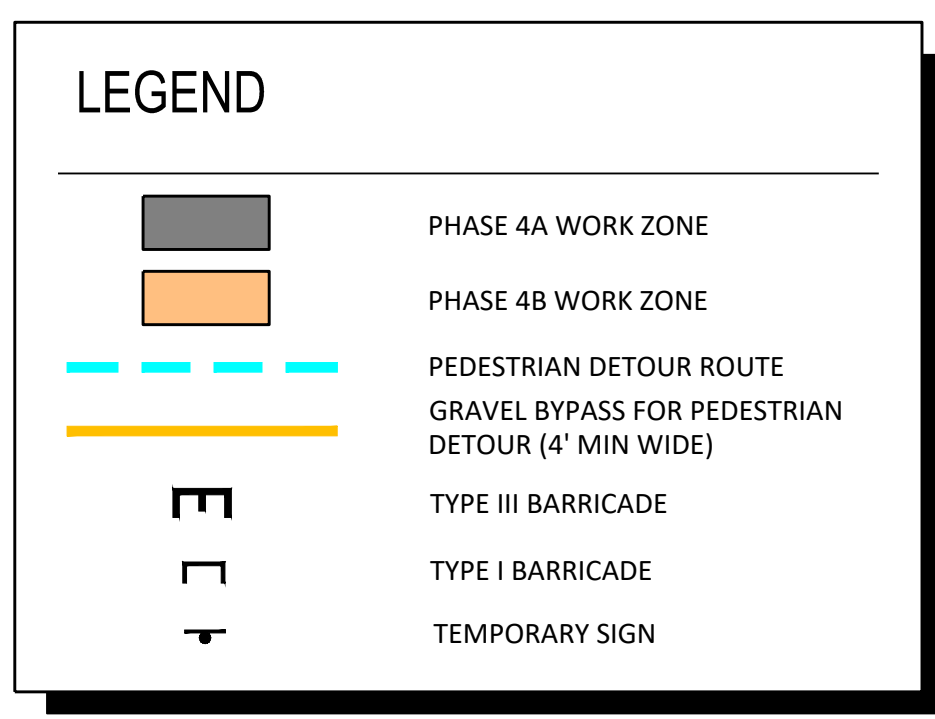 LEGEND
PHASE 4A WORK ZONE
PHASE 4B WORK ZONE
PEDESTRIAN DETOUR ROUTE
GRAVEL BYPASS FOR PEDESTRIAN
DETOUR (4' MIN WIDE)
TYPE III BARRICADE
TYPE I BARRICADE
TEMPORARY SIGN